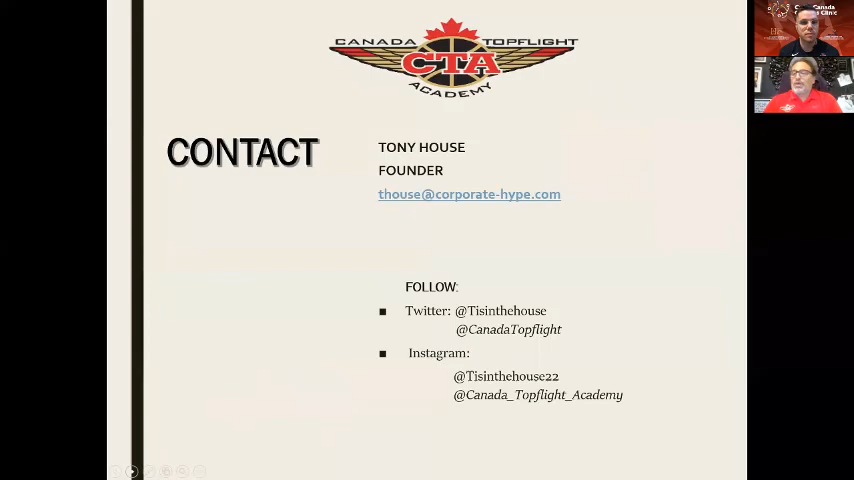 CANADA TOPFLIGHT
CTA
ACADEMY
CONTACT
TONY HOUSE
FOUNDER
thouse@corporate-hype.com
FOLLOW:
Twitter: @Tisinthehouse
@CanadaTopflight
Instagram:
@Tisinthehouse22
@Canada_Topflight_Academy